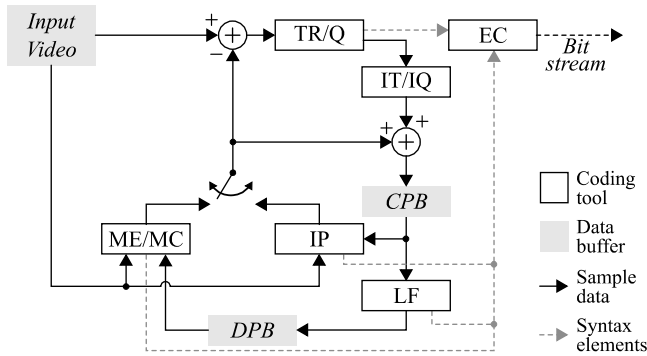 Input
Video
+
−
+
TR/Q
EC
Bit
stream
IT/IQ
+
+
+
CPB
ME/MC
IP
LF
DPB
Coding
tool
Data
buffer
Sample
data
Syntax
elements